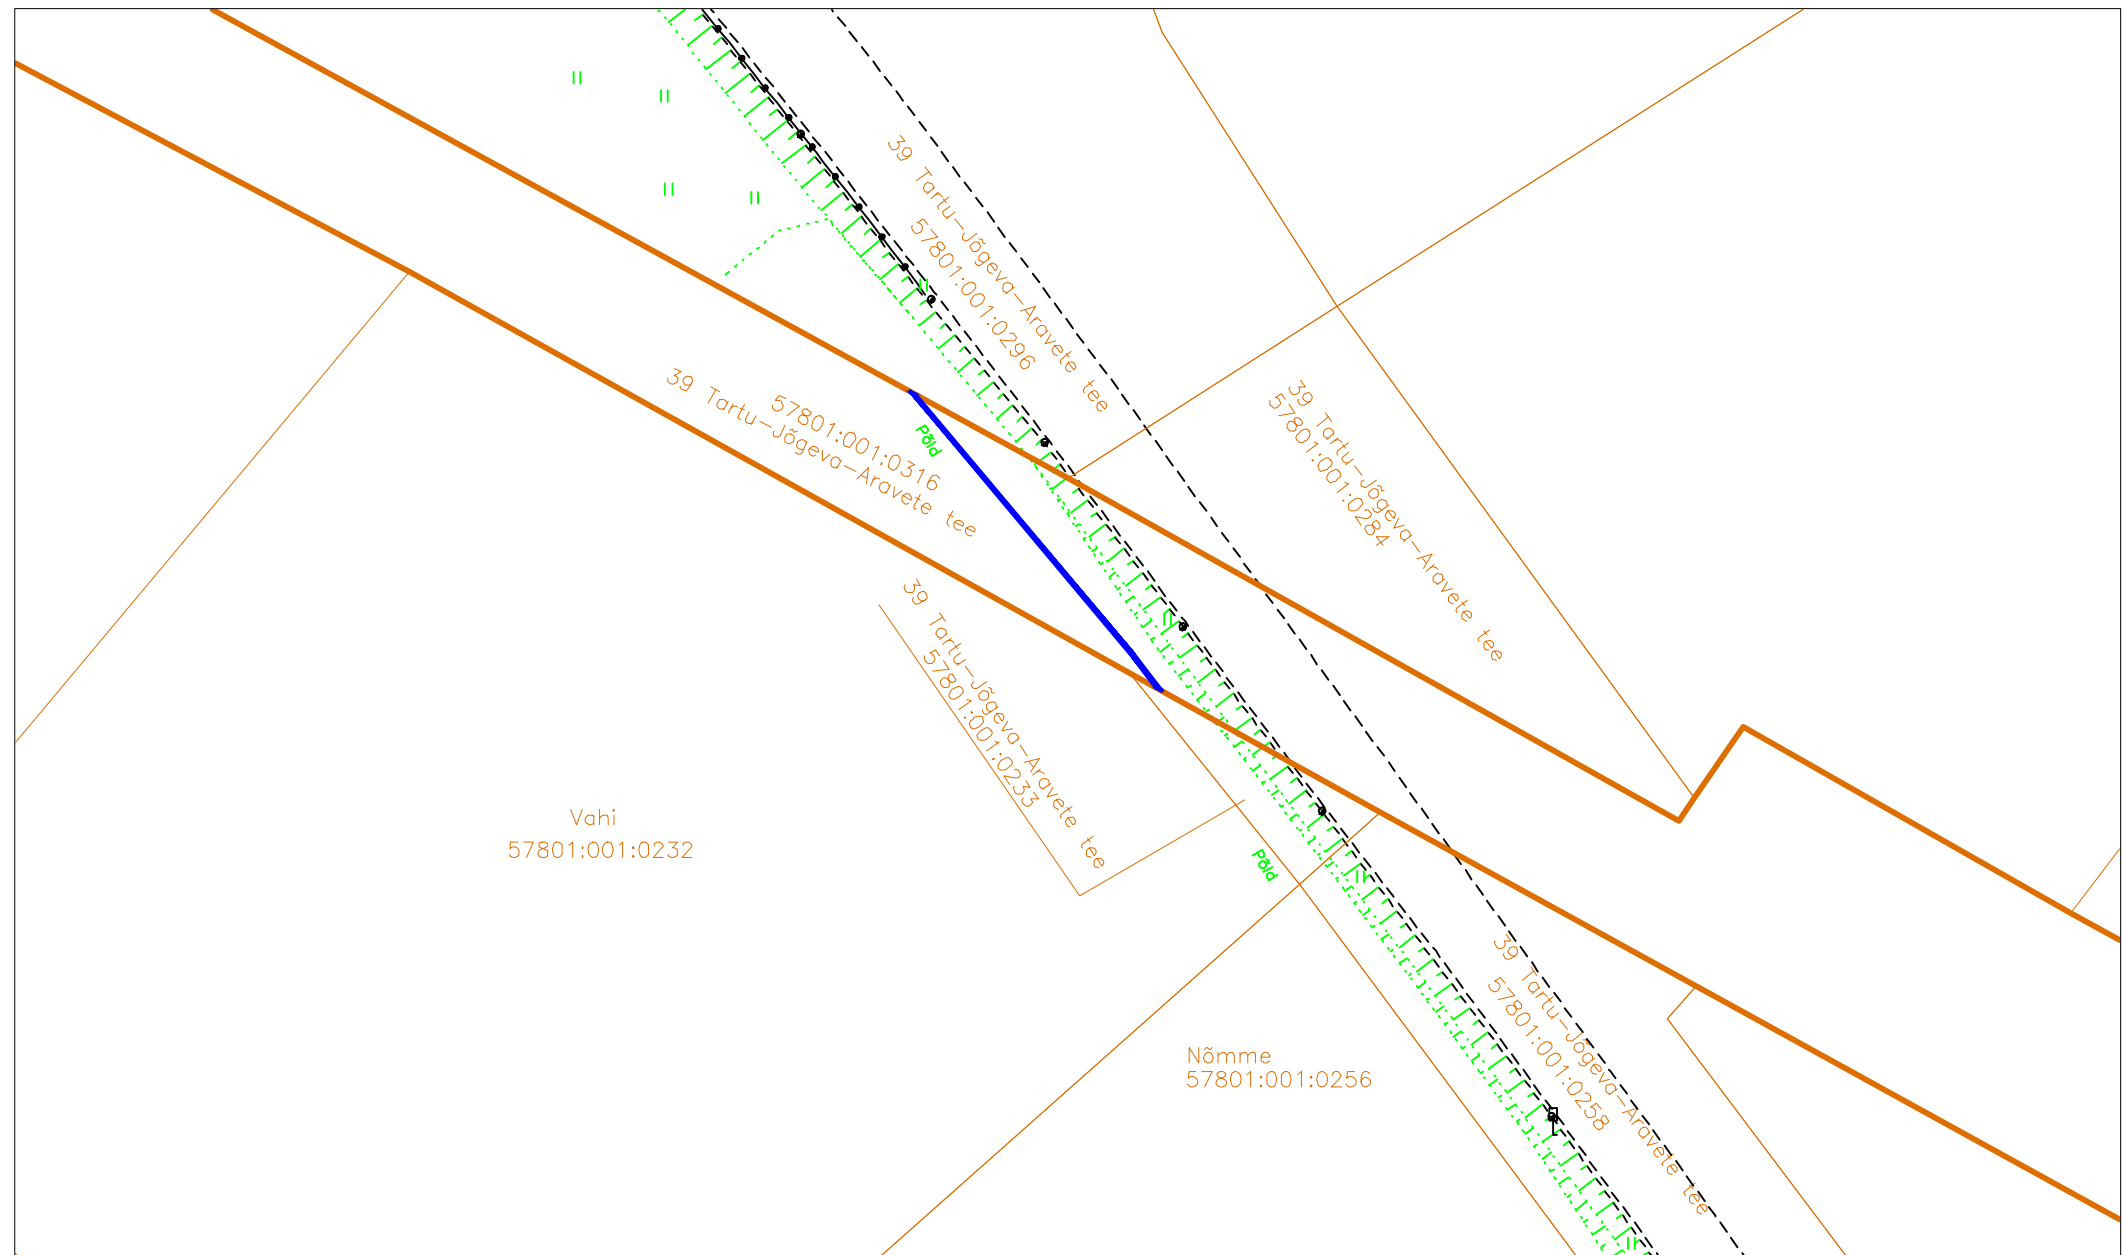 39 Tartu-Jõgeva-Aravete tee
57801:001:0296
57801:001:0316
39 Tartu-Jõgeva-Aravete tee
39 Tartu-Jõgeva-Aravete tee
57801:001:0284
Põld
39 Tartu-Jõgeva-Aravete tee
57801:001:0233
Vahi
57801:001:0232
Põld
39 Tartu-Jõgeva-Aravete tee
57801:001:0258
Nõmme
57801:001:0256